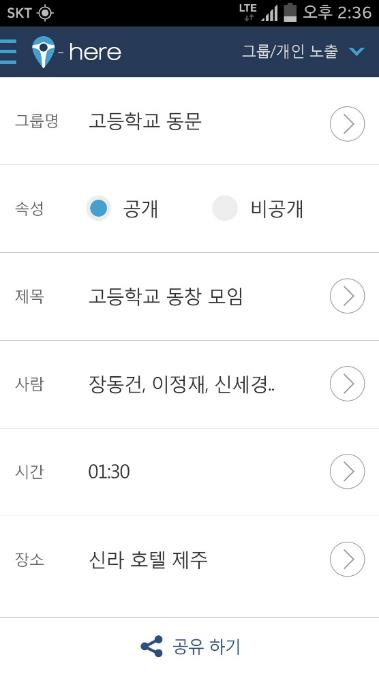 SKT LTE 오후 2:36
- here 그룹/개인 노출
그룹명 고등학교 동문
속성 공개 비공개
제목 고등학교 동창 모임
사람 장동건, 이정재, 신세경..
시간 01:30
장소 신라 호텔 제주
공유 하기